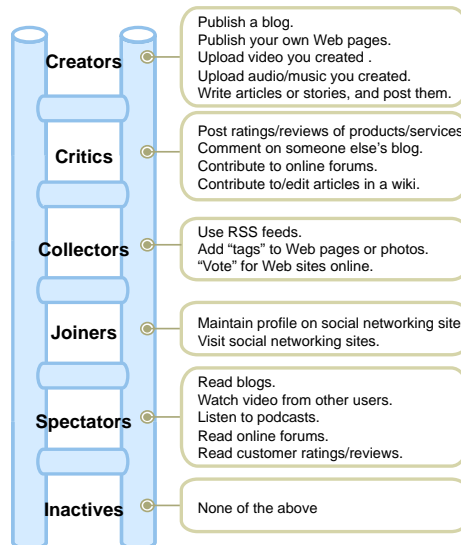 Creators
Publish a blog.
Publish your own Web pages.
Upload video you created .
Upload audio/music you created.
Write articles or stories, and post them.
Critics
Post ratings/reviews of products/services
Comment on someone else's blog.
Contribute to online forums.
Contribute to/edit articles in a wiki.
Collectors
Use RSS feeds.
Add “tags” to Web pages or photos.
“Vote” for Web sites online.
Joiners
Maintain profile on social networking site
Visit social networking sites.
Spectators
Read blogs.
Watch video from other users.
Listen to podcasts.
Read online forums.
Read customer ratings/reviews.
Inactives
None of the above